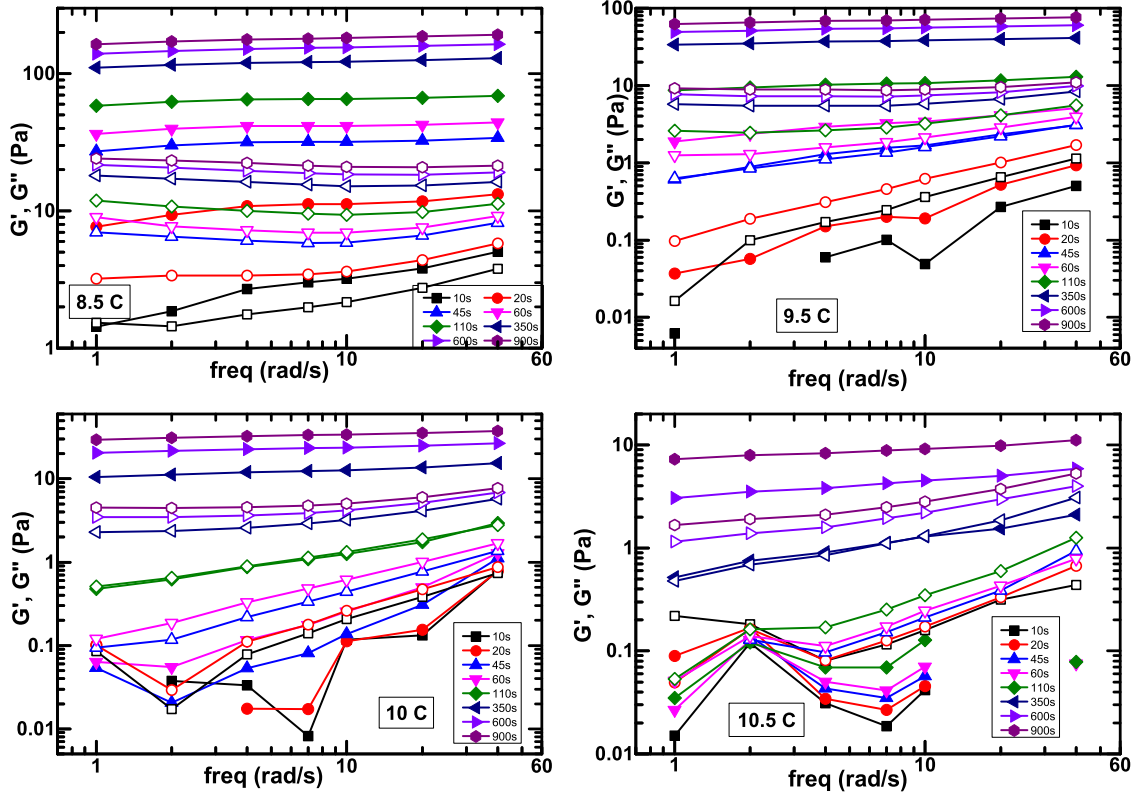 G', G" (Pa)
100
10
1
8.5 C
10s 20s
45s 60s
110s 350s
600s 900s
1 10 60
freq (rad/s)
G', G" (Pa)
100
10
1
0.1
0.01
9.5 C
10s
20s
45s
60s
110s
350s
600s
900s
1 10 60
freq (rad/s)
G', G" (Pa)
10
1
0.1
0.01
10 C
10s
20s
45s
60s
110s
350s
600s
900s
1 10 60
freq (rad/s)
G', G" (Pa)
10
1
0.1
0.01
10.5 C
10s
20s
45s
60s
110s
350s
600s
900s
1 10 60
freq (rad/s)